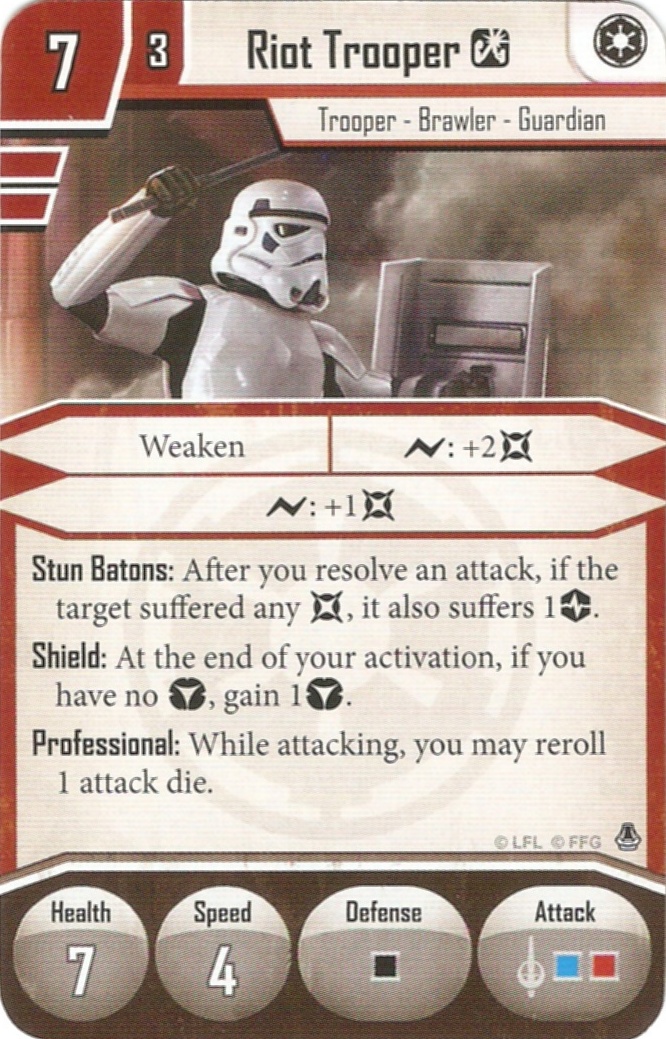 7
3
Riot Trooper
Trooper - Brawler - Guardian
Weaken
: +2
: +1
Stun Batons: After you resolve an attack, if the
target suffered any , it also suffers 1 .
Shield: At the end of your activation, if you
have no , gain 1 .
Professional: While attacking, you may reroll
1 attack die.
© LFL © FFG
Health
7
Speed
4
Defense
Attack